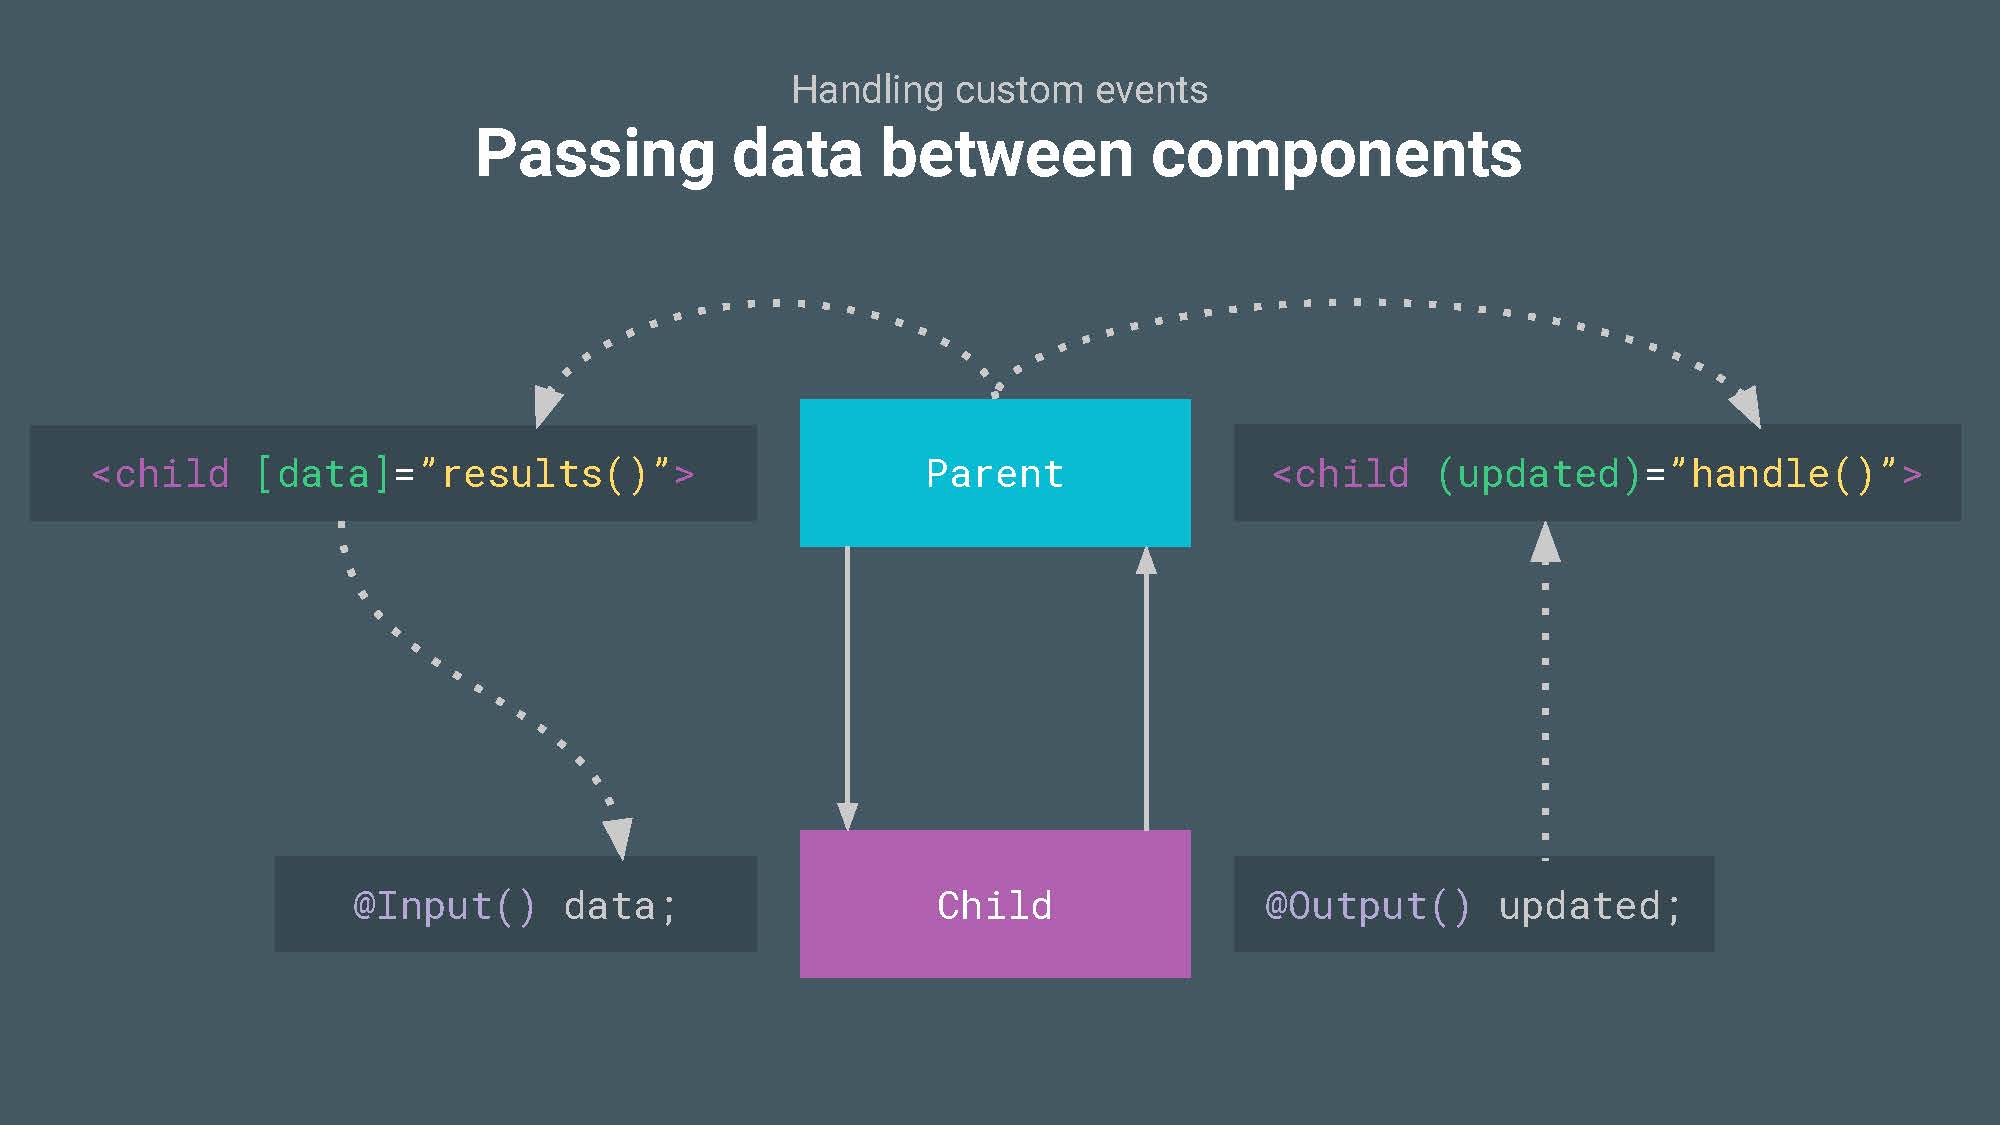 Handling custom events
Passing data between components
<child [data]=”results()”>
Parent
<child (updated)=”handle()”>
@Input() data;
Child
@Output() updated;